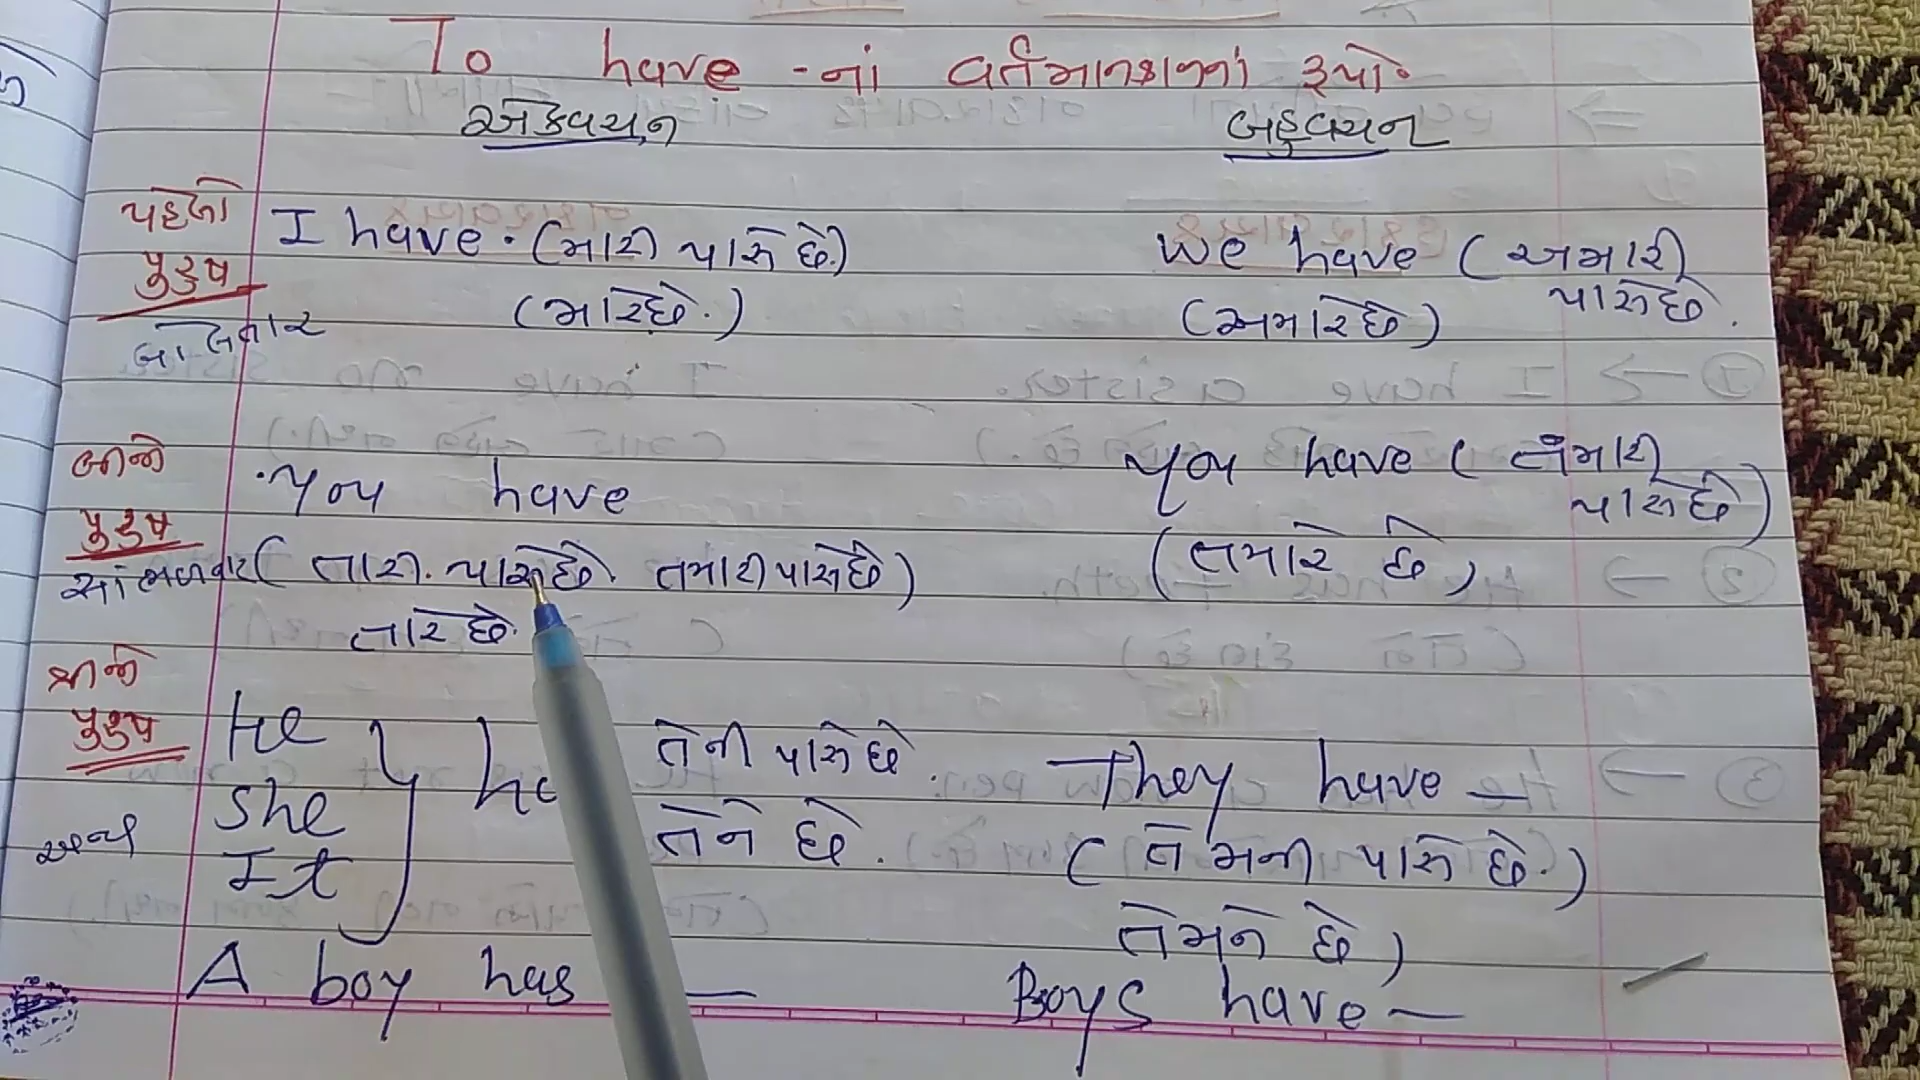 To have -નાં વર્તમાનકાળનાં રૂપો.
એકવચન બહુવચન
પહેલો I have. (મારી પાસે છે.) We have (અમારી
પુરુષ (મારે છે.) (અમારે છે) પાસે છે.
બોલનાર
બીજો .You have You have (તમારી
પુરુષ પાસે છે)
સાંભળનાર (તારી પાસે છે. તમારી પાસે છે) (તમારે છે)
તારે છે.
ત્રીજો
પુરુષ He તેની પાસે છે. They have —
She તેને છે. (તેમની પાસે છે.)
અન્ય It તેમને છે)
A boy has — Boys have —